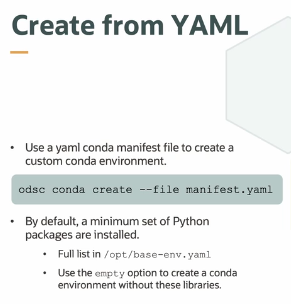 Create from YAML
• Use a yaml conda manifest file to create a
custom conda environment.
odsc conda create --file manifest.yaml
• By default, a minimum set of Python
packages are installed.
• Full list in /opt/base-env.yaml
• Use the empty option to create a conda
environment without these libraries.